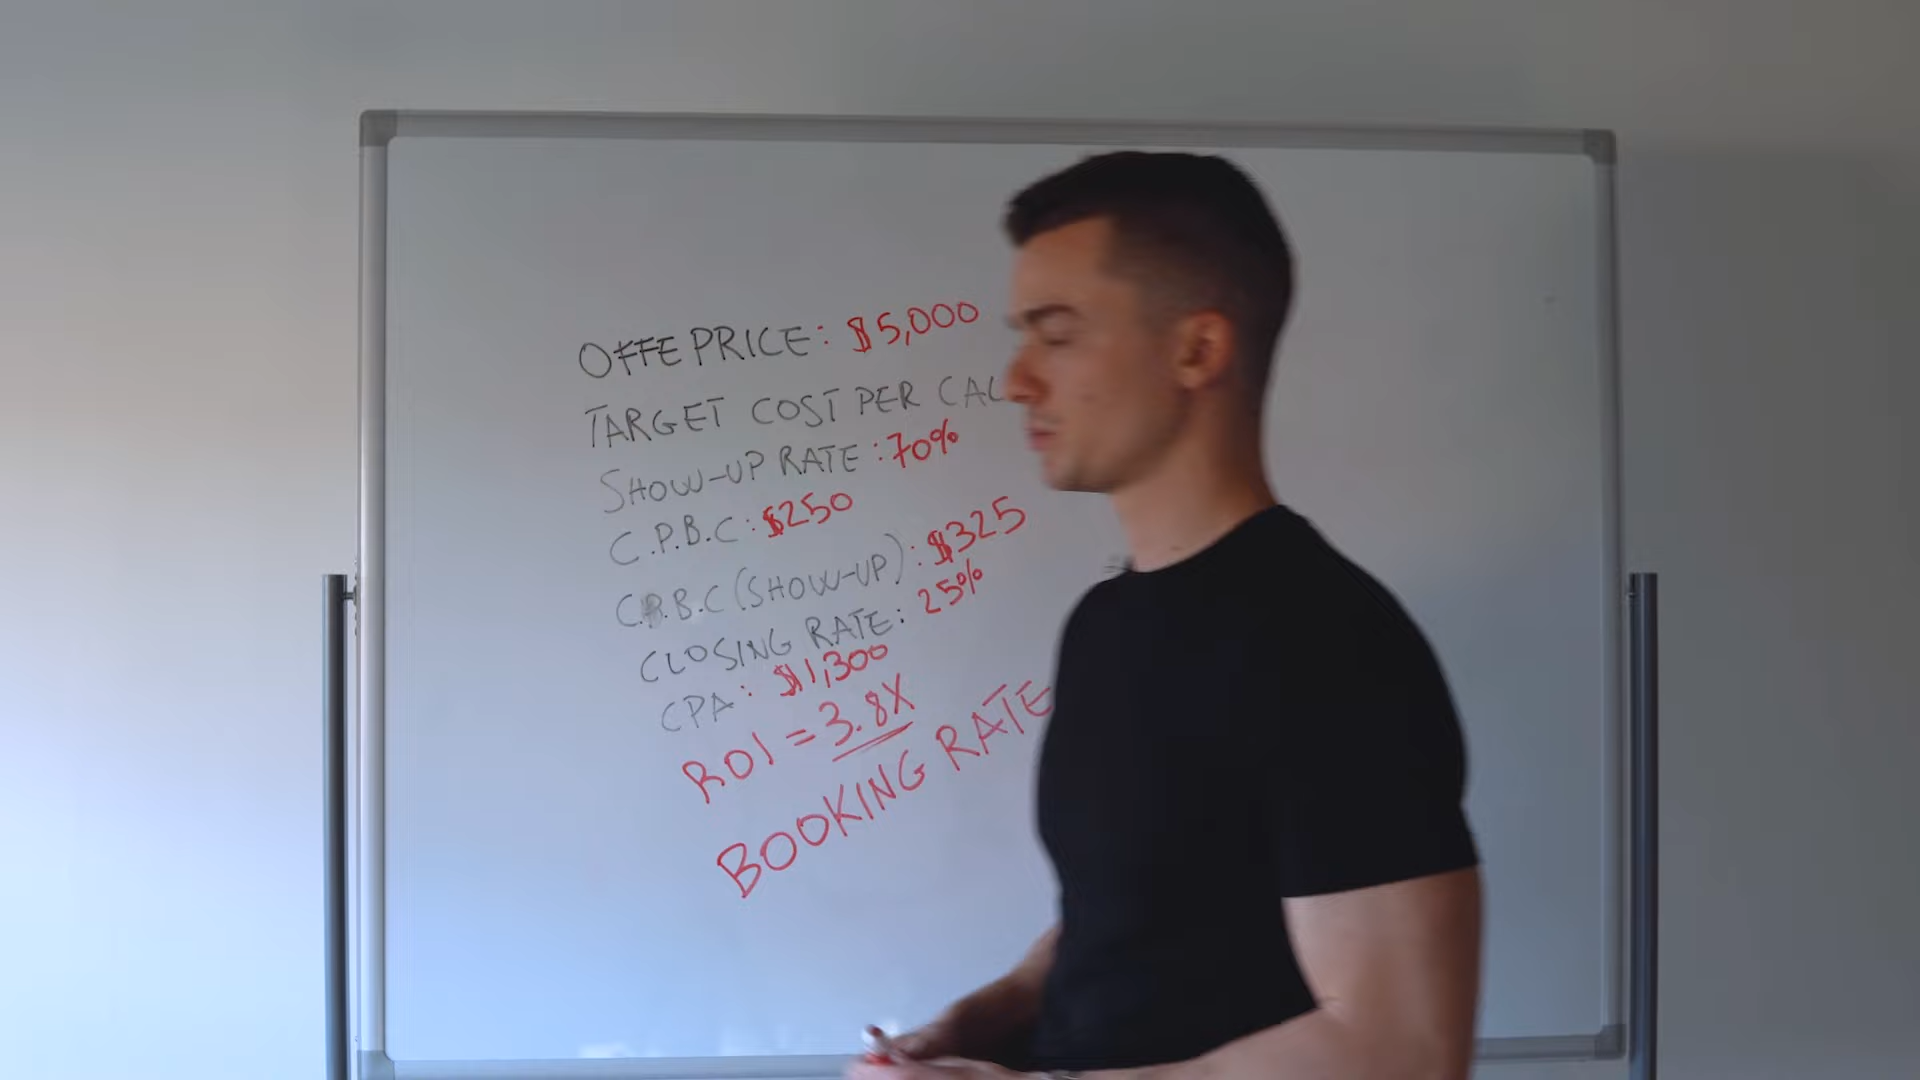 OFFE PRICE: $5,000
TARGET COST PER CAL
SHOW-UP RATE: 70%
C.P.B.C: $250
C.P.B.C (SHOW-UP): $325
CLOSING RATE: 25%
CPA: $1,300
ROI = 3.8X
BOOKING RATE